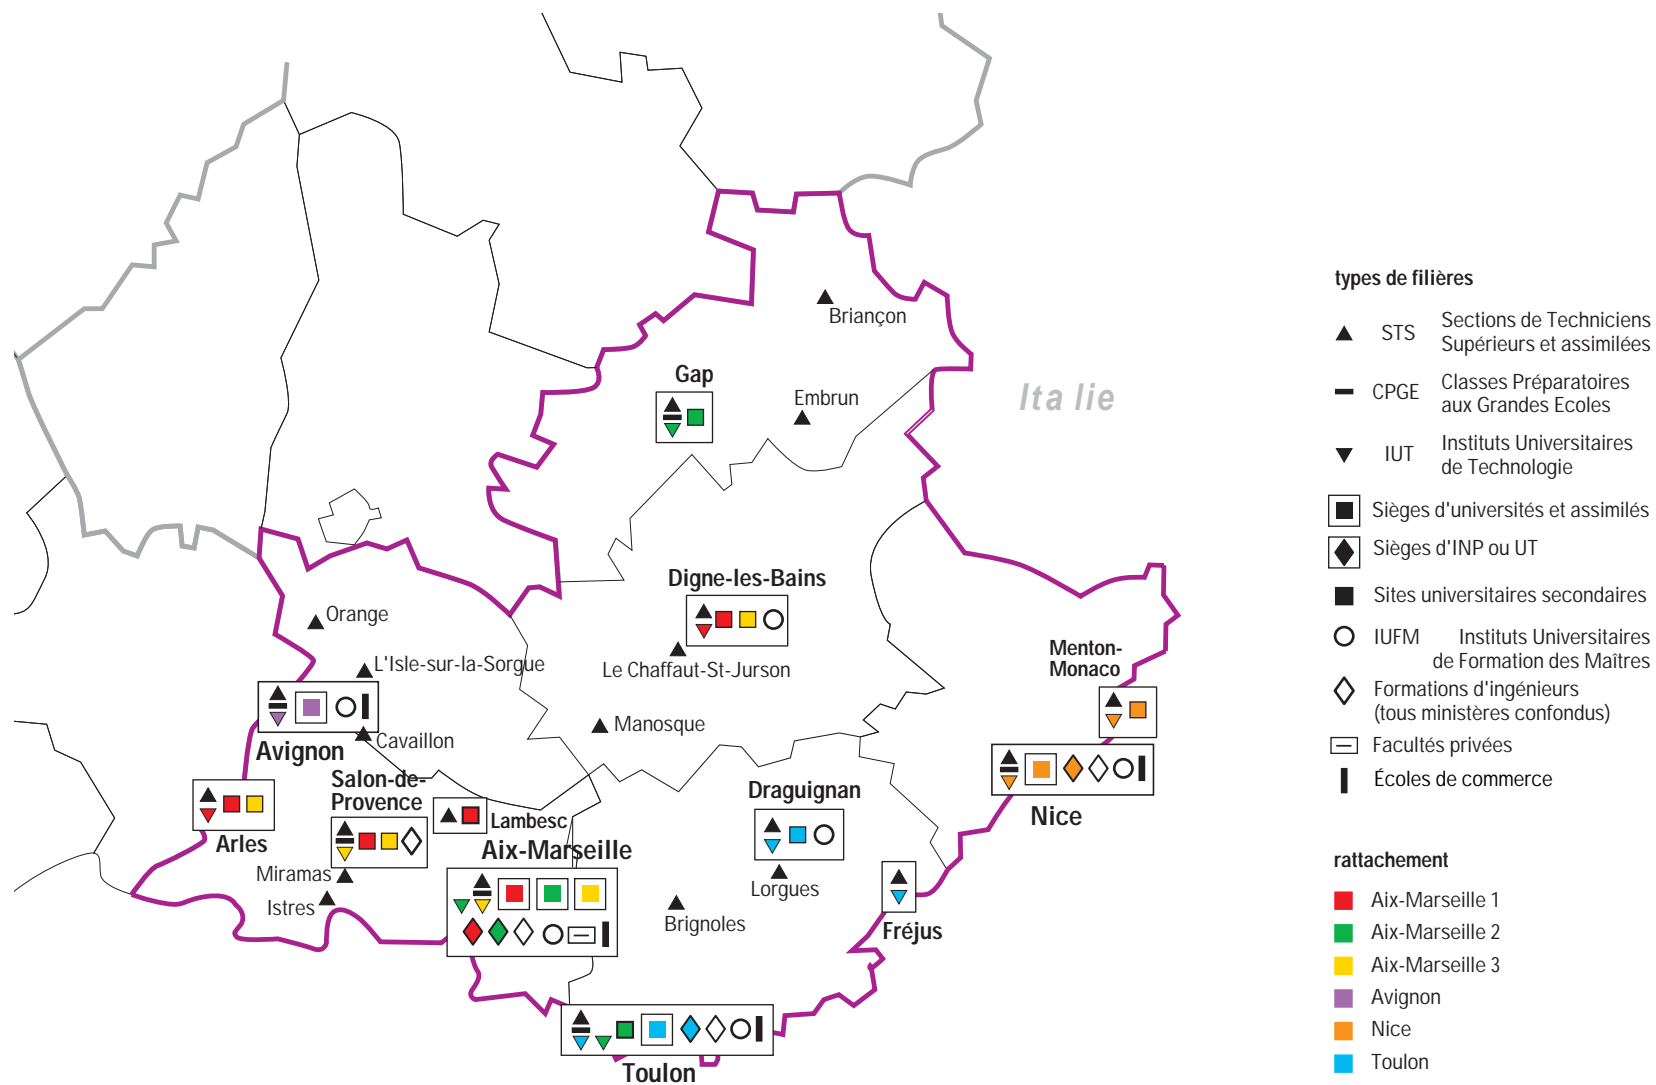 Briançon
Gap
Embrun
Ita lie
Digne-les-Bains
Orange
L'Isle-sur-la-Sorgue
Le Chaffaut-St-Jurson
Menton-
Monaco
Manosque
Avignon
Cavaillon
Salon-de-
Provence
Lambesc
Arles
Aix-Marseille
Draguignan
Nice
Miramas
Istres
Lorgues
Brignoles
Fréjus
Toulon
types de filières
STS Sections de Techniciens
Supérieurs et assimilées
CPGE Classes Préparatoires
aux Grandes Ecoles
IUT Instituts Universitaires
de Technologie
Sièges d'universités et assimilés
Sièges d'INP ou UT
Sites universitaires secondaires
IUFM Instituts Universitaires
de Formation des Maîtres
Formations d'ingénieurs
(tous ministères confondus)
Facultés privées
Écoles de commerce
rattachement
Aix-Marseille 1
Aix-Marseille 2
Aix-Marseille 3
Avignon
Nice
Toulon